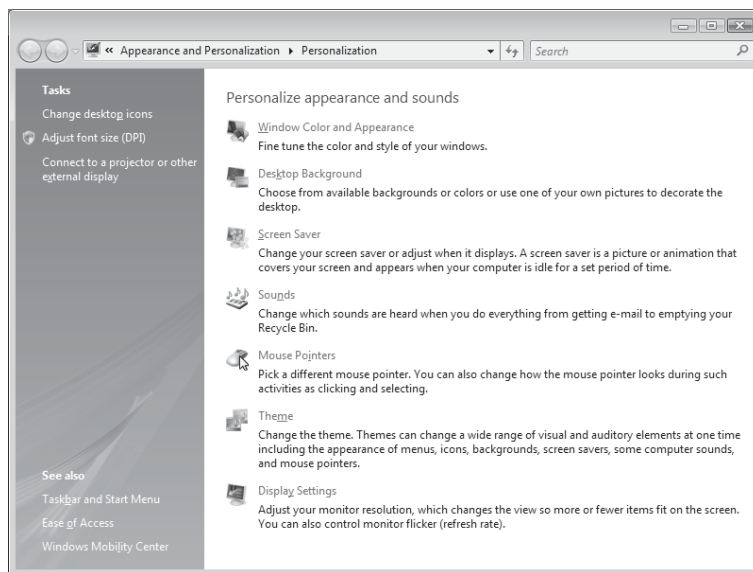 « Appearance and Personalization ▸ Personalization
Search
Tasks
Change desktop icons
Adjust font size (DPI)
Connect to a projector or other
external display
See also
Taskbar and Start Menu
Ease of Access
Windows Mobility Center
Personalize appearance and sounds
Window Color and Appearance
Fine tune the color and style of your windows.
Desktop Background
Choose from available backgrounds or colors or use one of your own pictures to decorate the
desktop.
Screen Saver
Change your screen saver or adjust when it displays. A screen saver is a picture or animation that
covers your screen and appears when your computer is idle for a set period of time.
Sounds
Change which sounds are heard when you do everything from getting e-mail to emptying your
Recycle Bin.
Mouse Pointers
Pick a different mouse pointer. You can also change how the mouse pointer looks during such
activities as clicking and selecting.
Theme
Change the theme. Themes can change a wide range of visual and auditory elements at one time
including the appearance of menus, icons, backgrounds, screen savers, some computer sounds,
and mouse pointers.
Display Settings
Adjust your monitor resolution, which changes the view so more or fewer items fit on the screen.
You can also control monitor flicker (refresh rate).